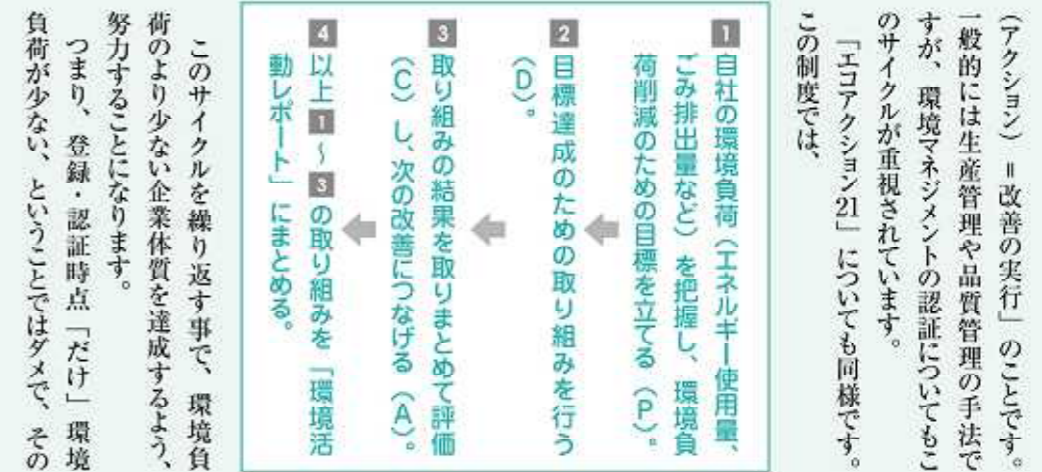 （アクション）＝改善の実行」のことです。
一般的には生産管理や品質管理の手法で
すが、環境マネジメントの認証についてもこ
のサイクルが重視されています。
「エコアクション21」についても同様です。
この制度では、
1 自社の環境負荷（エネルギー使用量、
ごみ排出量など）を把握し、環境負
荷削減のための目標を立てる（P）。
2 目標達成のための取り組みを行う
（D）。
3 取り組みの結果を取りまとめて評価
（C）し、次の改善につなげる（A）。
4 以上1～3の取り組みを「環境活
動レポート」にまとめる。
このサイクルを繰り返す事で、環境負
荷のより少ない企業体質を達成するよう、
努力することになります。
つまり、登録・認証時点「だけ」環境
負荷が少ない、ということではダメで、その